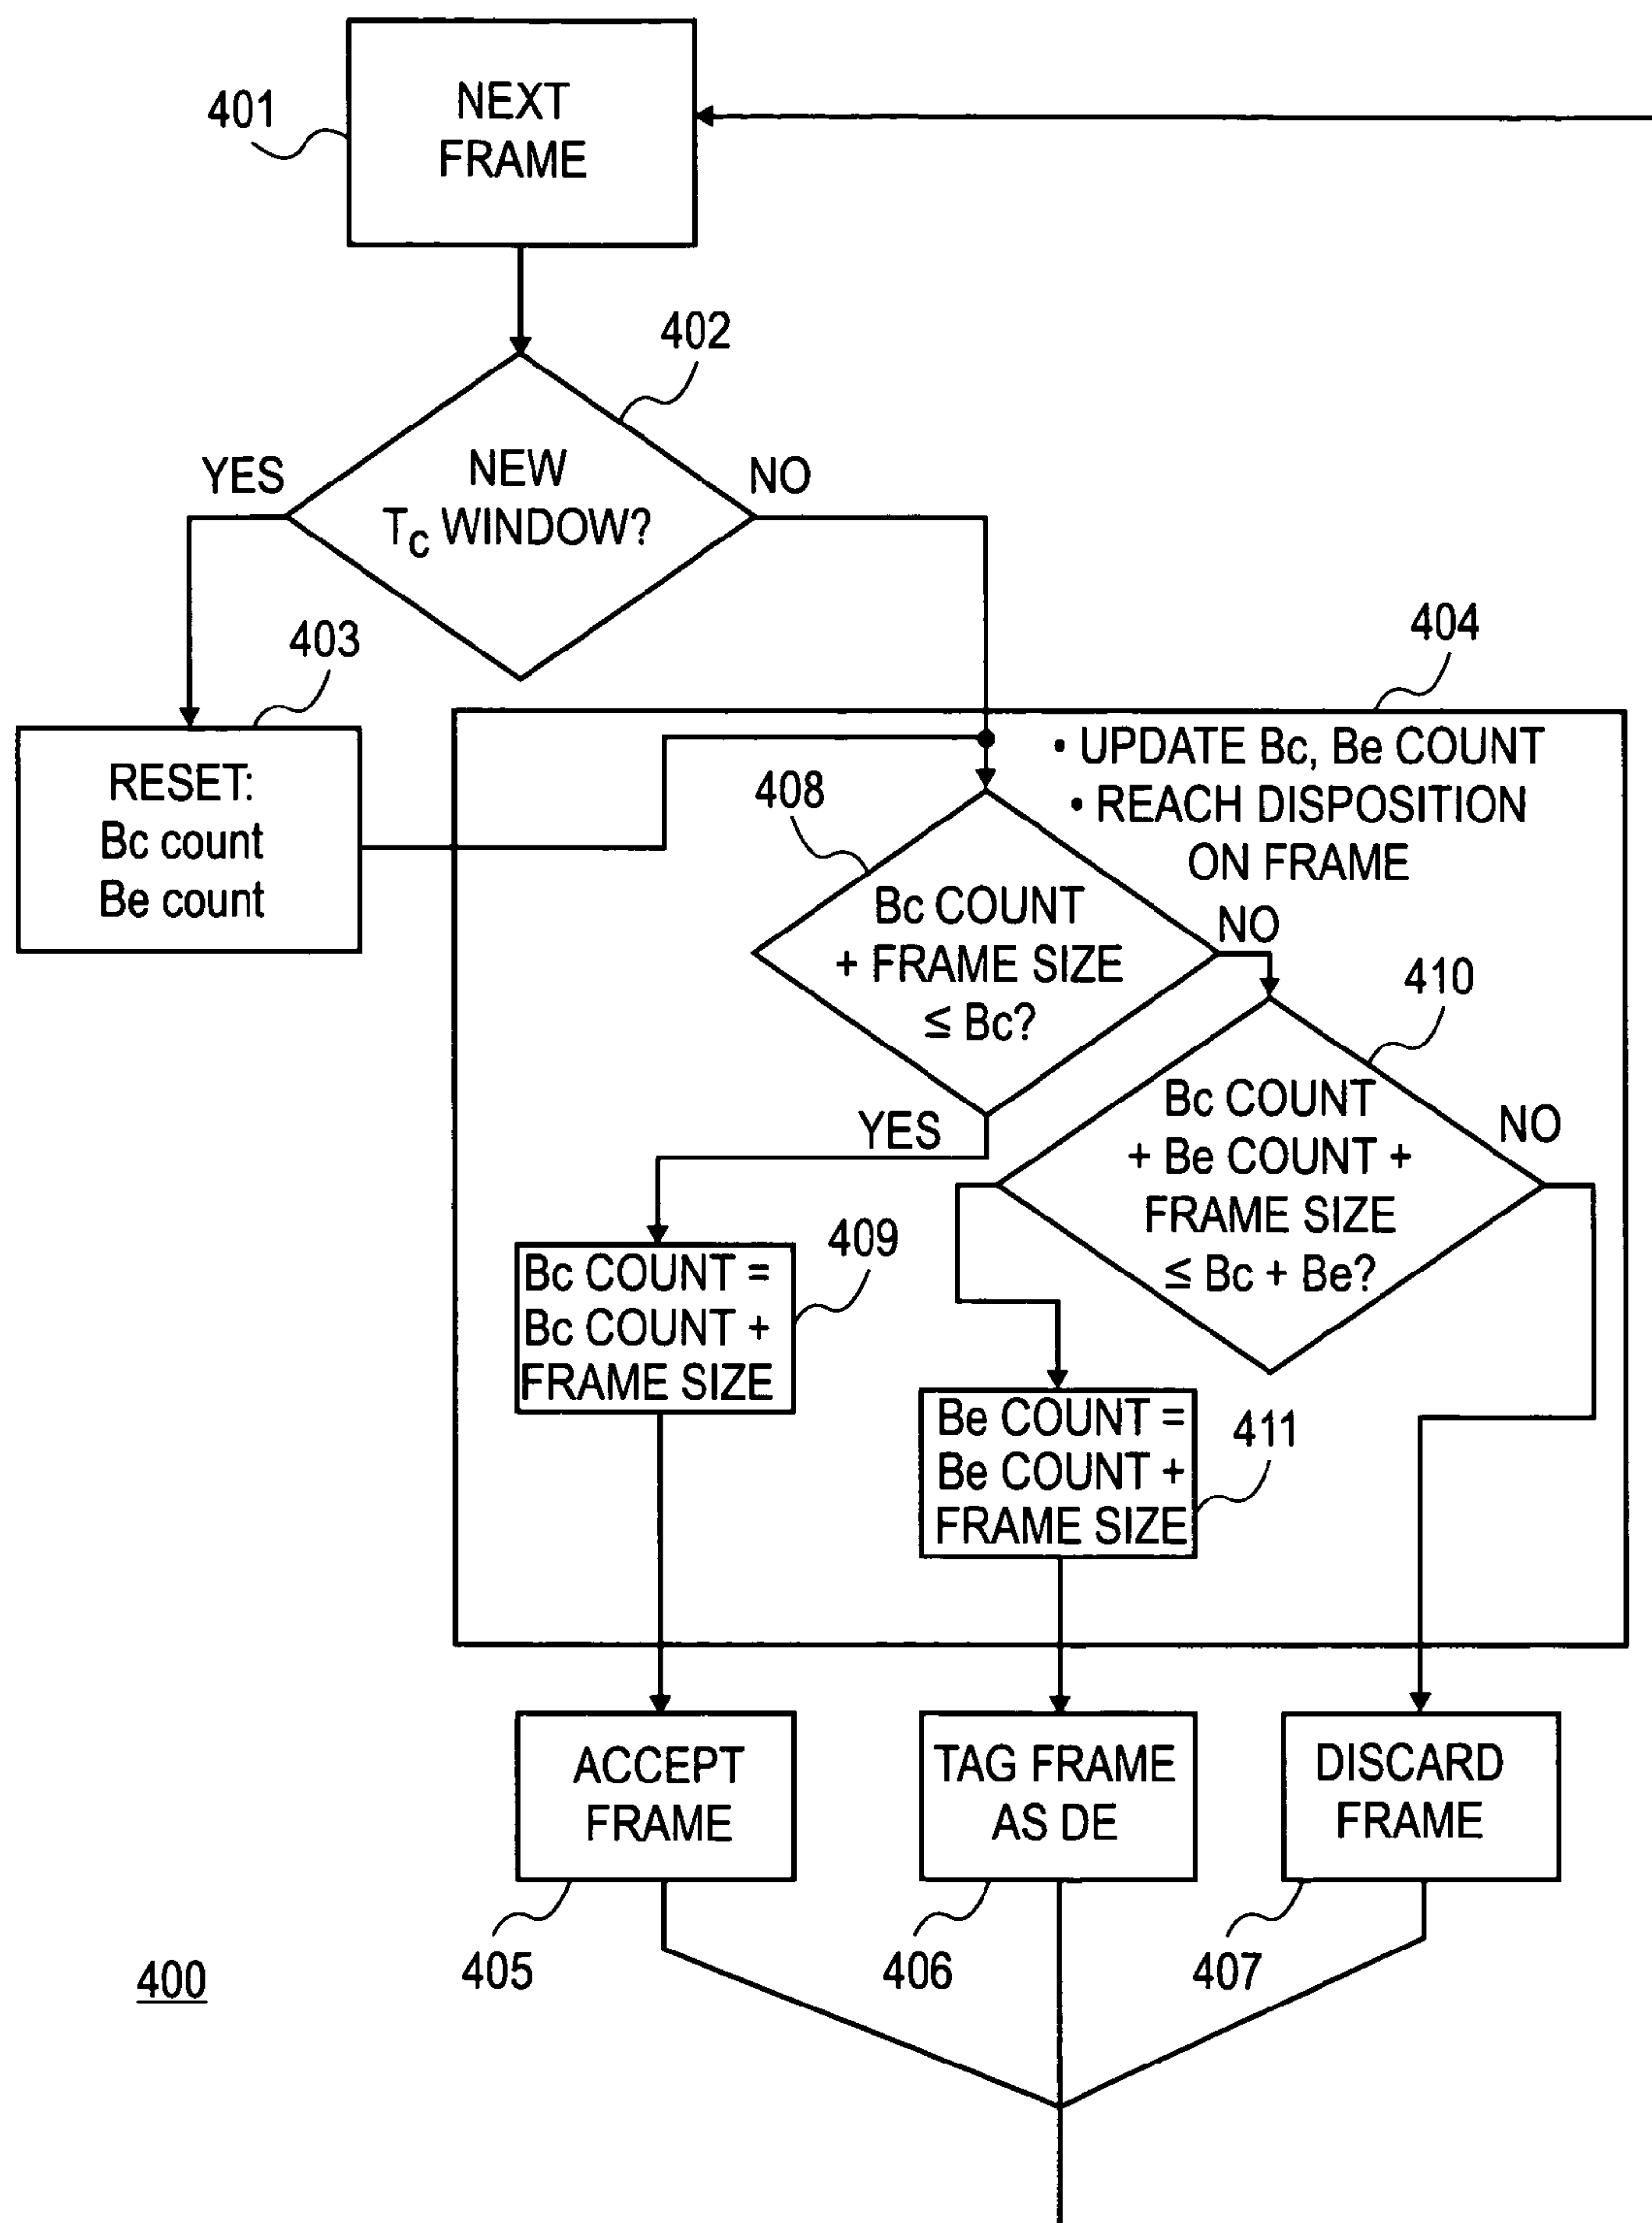 401
NEXT
FRAME
402
YES
NEW
NO
Tc WINDOW?
403
404
RESET:
Bc count
Be count
• UPDATE Bc, Be COUNT
• REACH DISPOSITION
ON FRAME
408
Bc COUNT
+ FRAME SIZE
≤ Bc?
NO
410
YES
Bc COUNT
+ Be COUNT +
FRAME SIZE
≤ Bc + Be?
NO
409
Bc COUNT =
Bc COUNT +
FRAME SIZE
411
Be COUNT =
Be COUNT +
FRAME SIZE
ACCEPT
FRAME
TAG FRAME
AS DE
DISCARD
FRAME
405
406
407
400